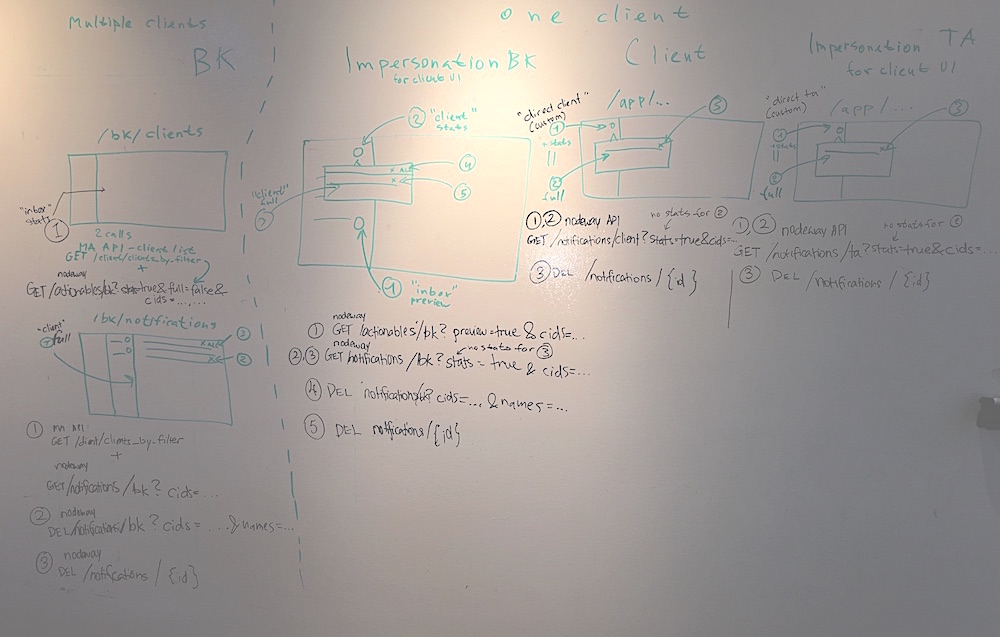 Multiple clients
BK
/bk/clients
"inbox"
stats
1
2 calls
MA API - client list
GET /client/clients_by_filter
+
nodeway
GET/actionables/bk? stats=true& full=false&
cids=...,...
/bk/notifications
"client"
full
1
x ALL
3
x
2
1 MA API
GET /client/clients_by_filter
+
nodeway
GET/notifications/bk? cids=...
2 nodeway
DEL/notifications/bk? cids= ... &names=...
3 nodeway
DEL /notifications / {id}
one client
Impersonation BK
for client UI
2 "client"
stats
x ALL
4
x
5
"client"
full
3
1 "inbox"
preview
nodeway
1 GET /actionables/bk? preview=true & cids=...
nodeway
no stats for 3
2,3 GET notifications /bk? stats = true & cids=...
4 DEL notifications/bk? cids=... &names=...
5 DEL notfications/{id}
Client
"direct client"
(custom)
/app/...
1
+ stats
2
full
3
1,2 nodeway API
no stats for 2
GET /notifications/client? stats=true&cids=...
3 DEL /notifications / {id}
Impersonation TA
for client UI
"direct ta"
(custom)
/app/...
1
+ stats
2
full
3
1 2 nodeway API
no stats for 2
GET /notifications/ta? stats=true&cids=...
3 DEL /notifications / {id}